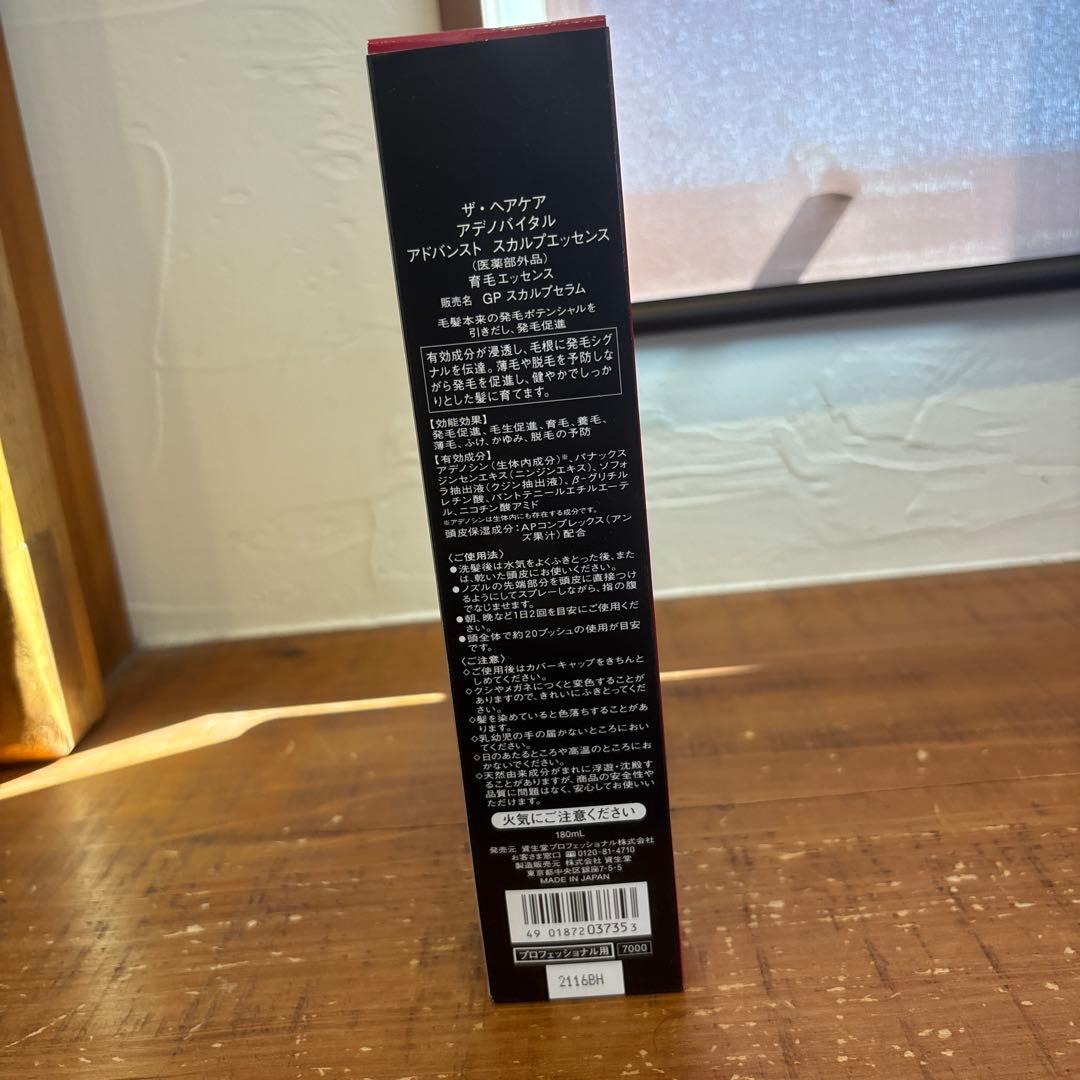 ザ・ヘアケア
アデノバイタル
アドバンスト スカルプエッセンス
(医薬部外品)
育毛エッセンス
販売名 GP スカルプセラム
毛髪本来の発毛ポテンシャルを
引きだし、発毛促進
有効成分が浸透し、毛根に発毛シグ
ナルを伝達。薄毛や脱毛を予防しな
がら発毛を促進し、健やかでしっか
りとした髪に育てます。
【効能効果】
発毛促進、毛生促進、育毛、養毛、
薄毛、ふけ、かゆみ、脱毛の予防
【有効成分】
アデノシン(生体内成分)※、パナックス
ジンセンエキス(ニンジンエキス)、ソフォ
ラ抽出液(クジン抽出液)、β-グリチル
レチン酸、パントテニールエチルエーテ
ル、ニコチン酸アミド
※アデノシンは生体内にも存在する成分です。
頭皮保湿成分:APコンプレックス(アン
ズ果汁)配合
〈ご使用法〉
●洗髪後は水気をよくふきとった後、また
は、乾いた頭皮にお使いください。
●ノズルの先端部分を頭皮に直接つけ
るようにしてスプレーしながら、指の腹
でなじませます。
●朝、晩など1日2回を目安にご使用くだ
さい。
●頭全体で約20プッシュの使用が目安
です。
〈ご注意〉
◇ご使用後はカバーキャップをきちんと
しめてください。
◇クシやメガネにつくと変色することが
ありますので、きれいにふきとってくだ
さい。
◇髪を染めていると色落ちすることがあ
ります。
◇乳幼児の手の届かないところにおい
てください。
◇日のあたるところや高温のところにお
かないでください。
◇天然由来成分がまれに浮遊・沈殿す
ることがありますが、商品の安全性や
品質に問題はなく、安心してお使いい
ただけます。
火気にご注意ください
180mL
発売元 資生堂プロフェッショナル株式会社
お客さま窓口 0120-81-4710
製造販売元 株式会社 資生堂
東京都中央区銀座7-5-5
MADE IN JAPAN
4901872037353
プロフェッショナル用 7000
2116BH